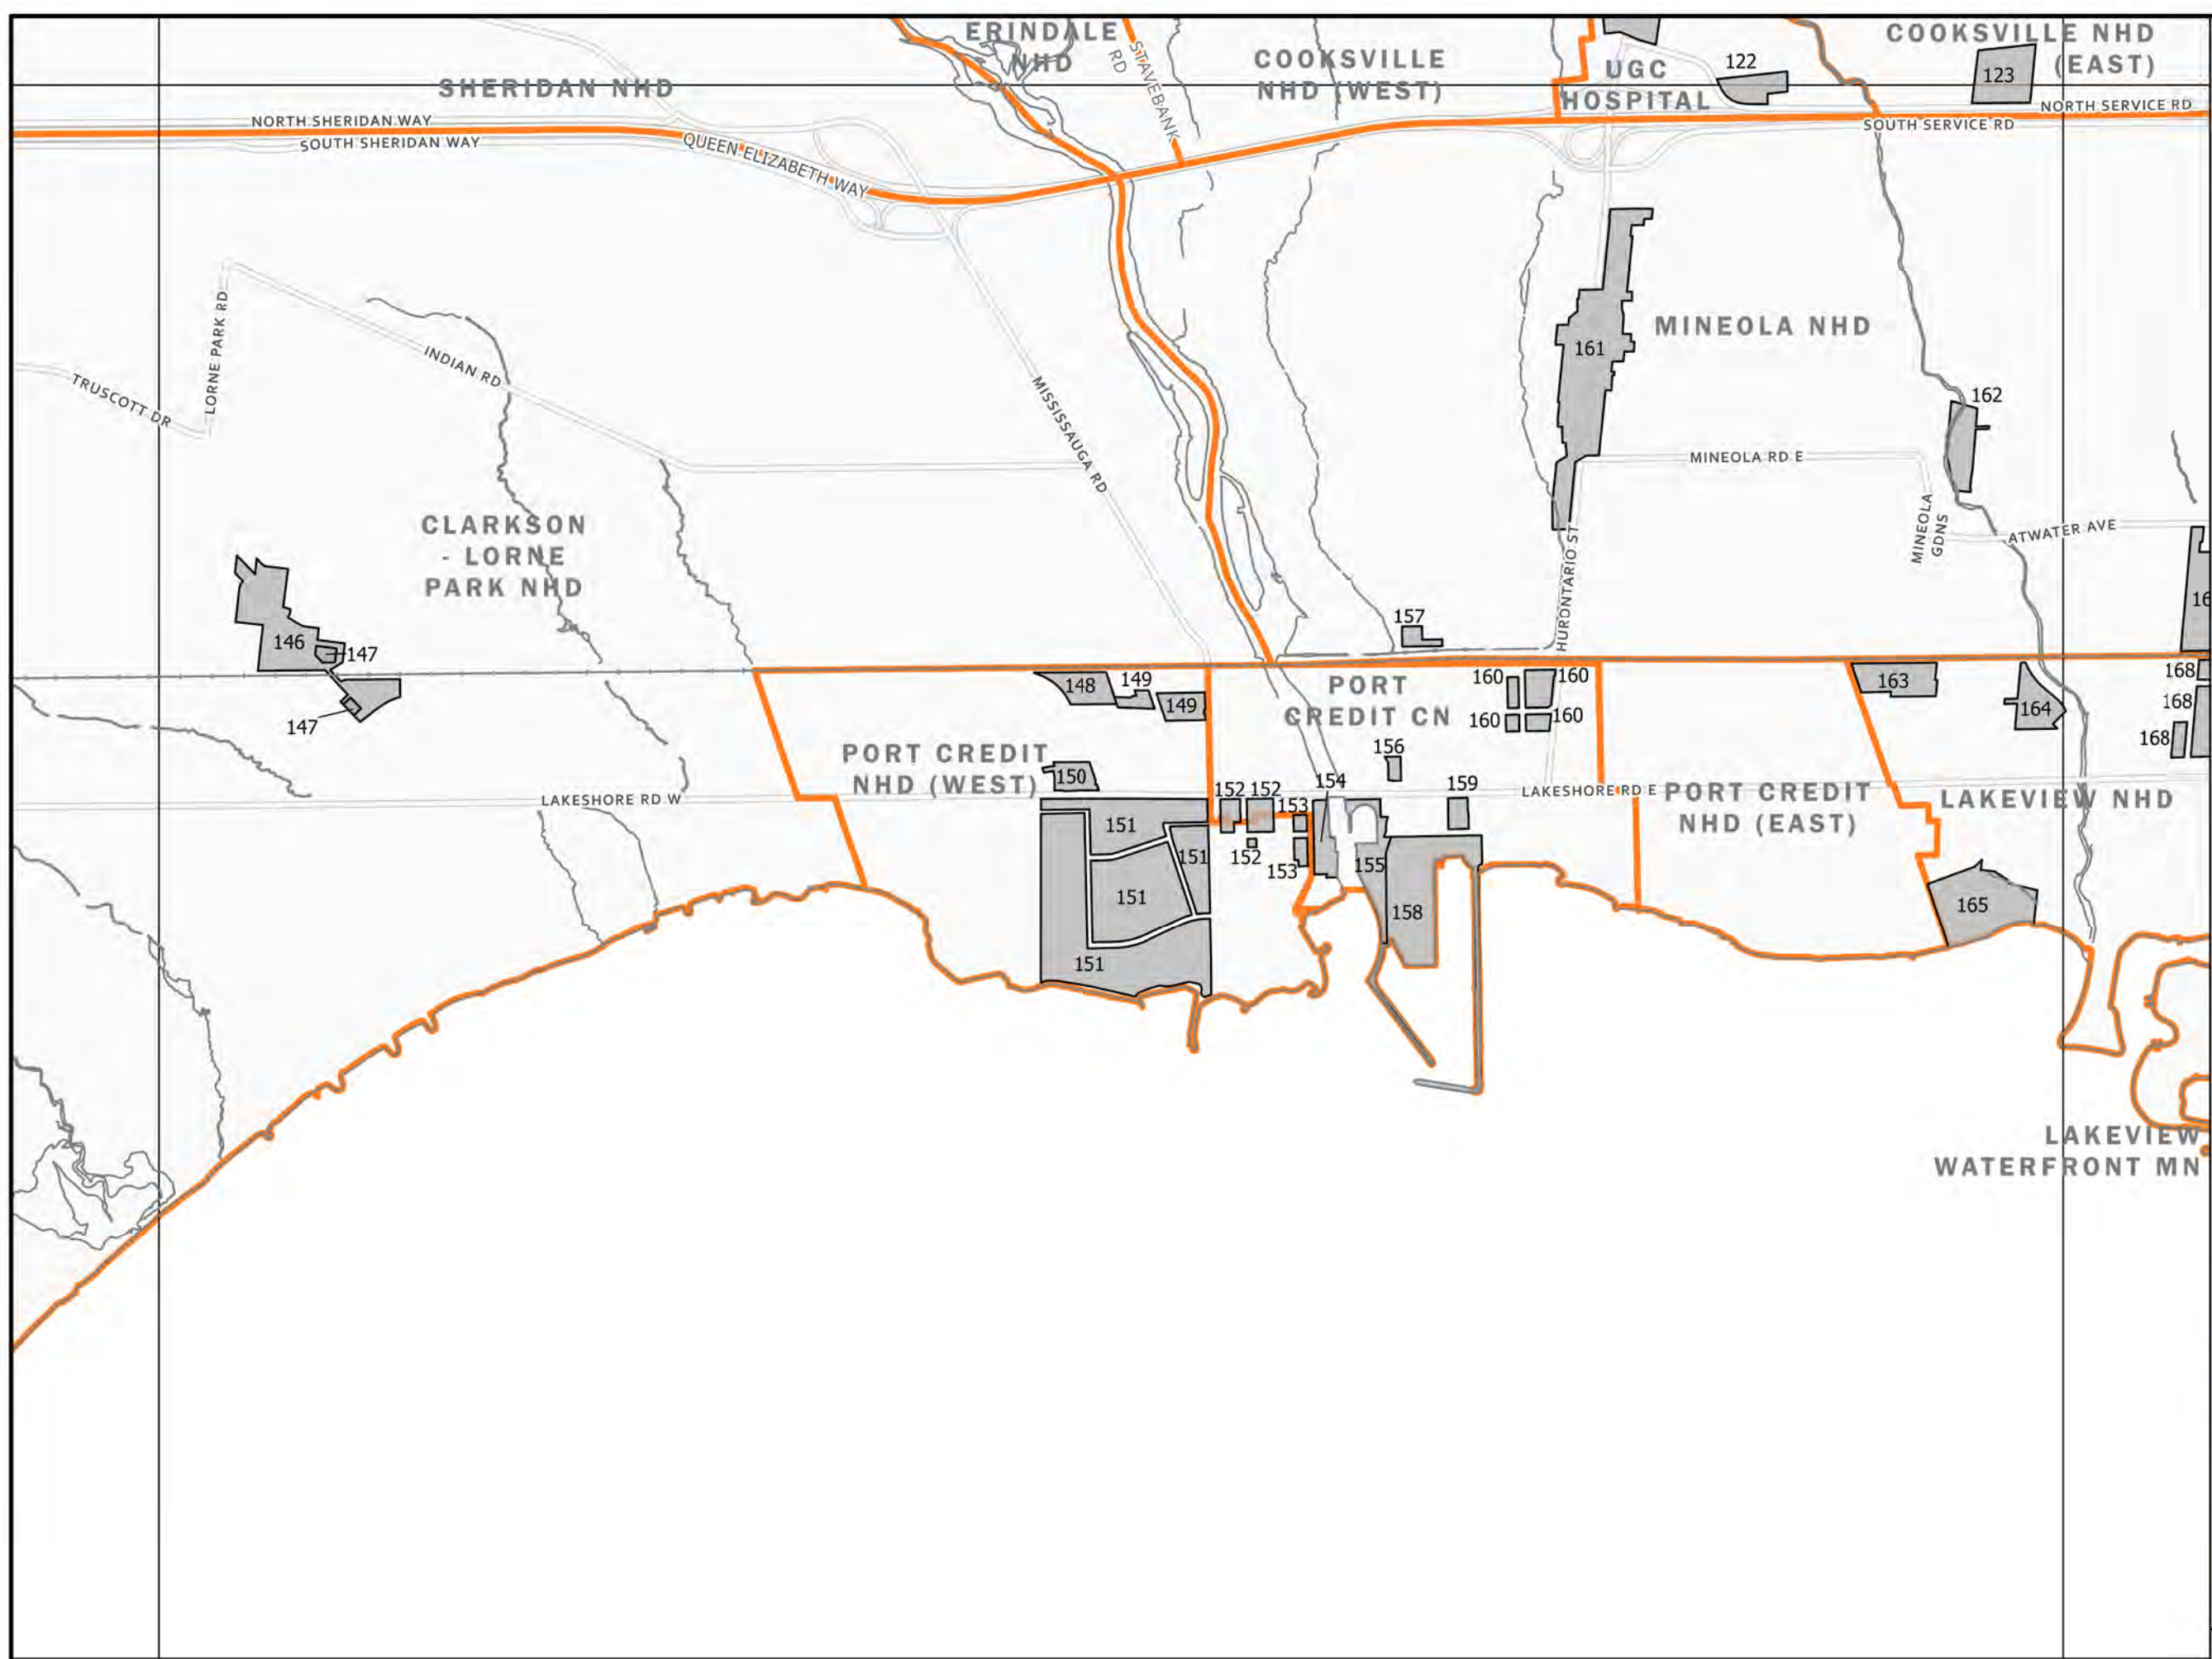 ERINDALE
NHD
STAVEBANK
RD
COOKSVILLE
NHD (WEST)
UGC
HOSPITAL
122
COOKSVILLE NHD
(EAST)
123
SHERIDAN NHD
NORTH SHERIDAN WAY
SOUTH SHERIDAN WAY
QUEEN ELIZABETH WAY
NORTH SERVICE RD
SOUTH SERVICE RD
LORNE PARK RD
INDIAN RD
TRUSCOTT DR
MISSISSAUGA RD
161
MINEOLA NHD
162
MINEOLA RD E
MINEOLA
GDNS
ATWATER AVE
HURONTARIO ST
CLARKSON
- LORNE
PARK NHD
146
147
147
157
148
149
149
PORT
CREDIT CN
160
160
160
160
163
164
168
168
168
PORT CREDIT
NHD (WEST)
150
156
154
159
LAKESHORE RD W
LAKESHORE RD E
PORT CREDIT
NHD (EAST)
LAKEVIEW NHD
152
152
153
151
151
152
153
155
151
158
165
151
LAKEVIEW
WATERFRONT MN